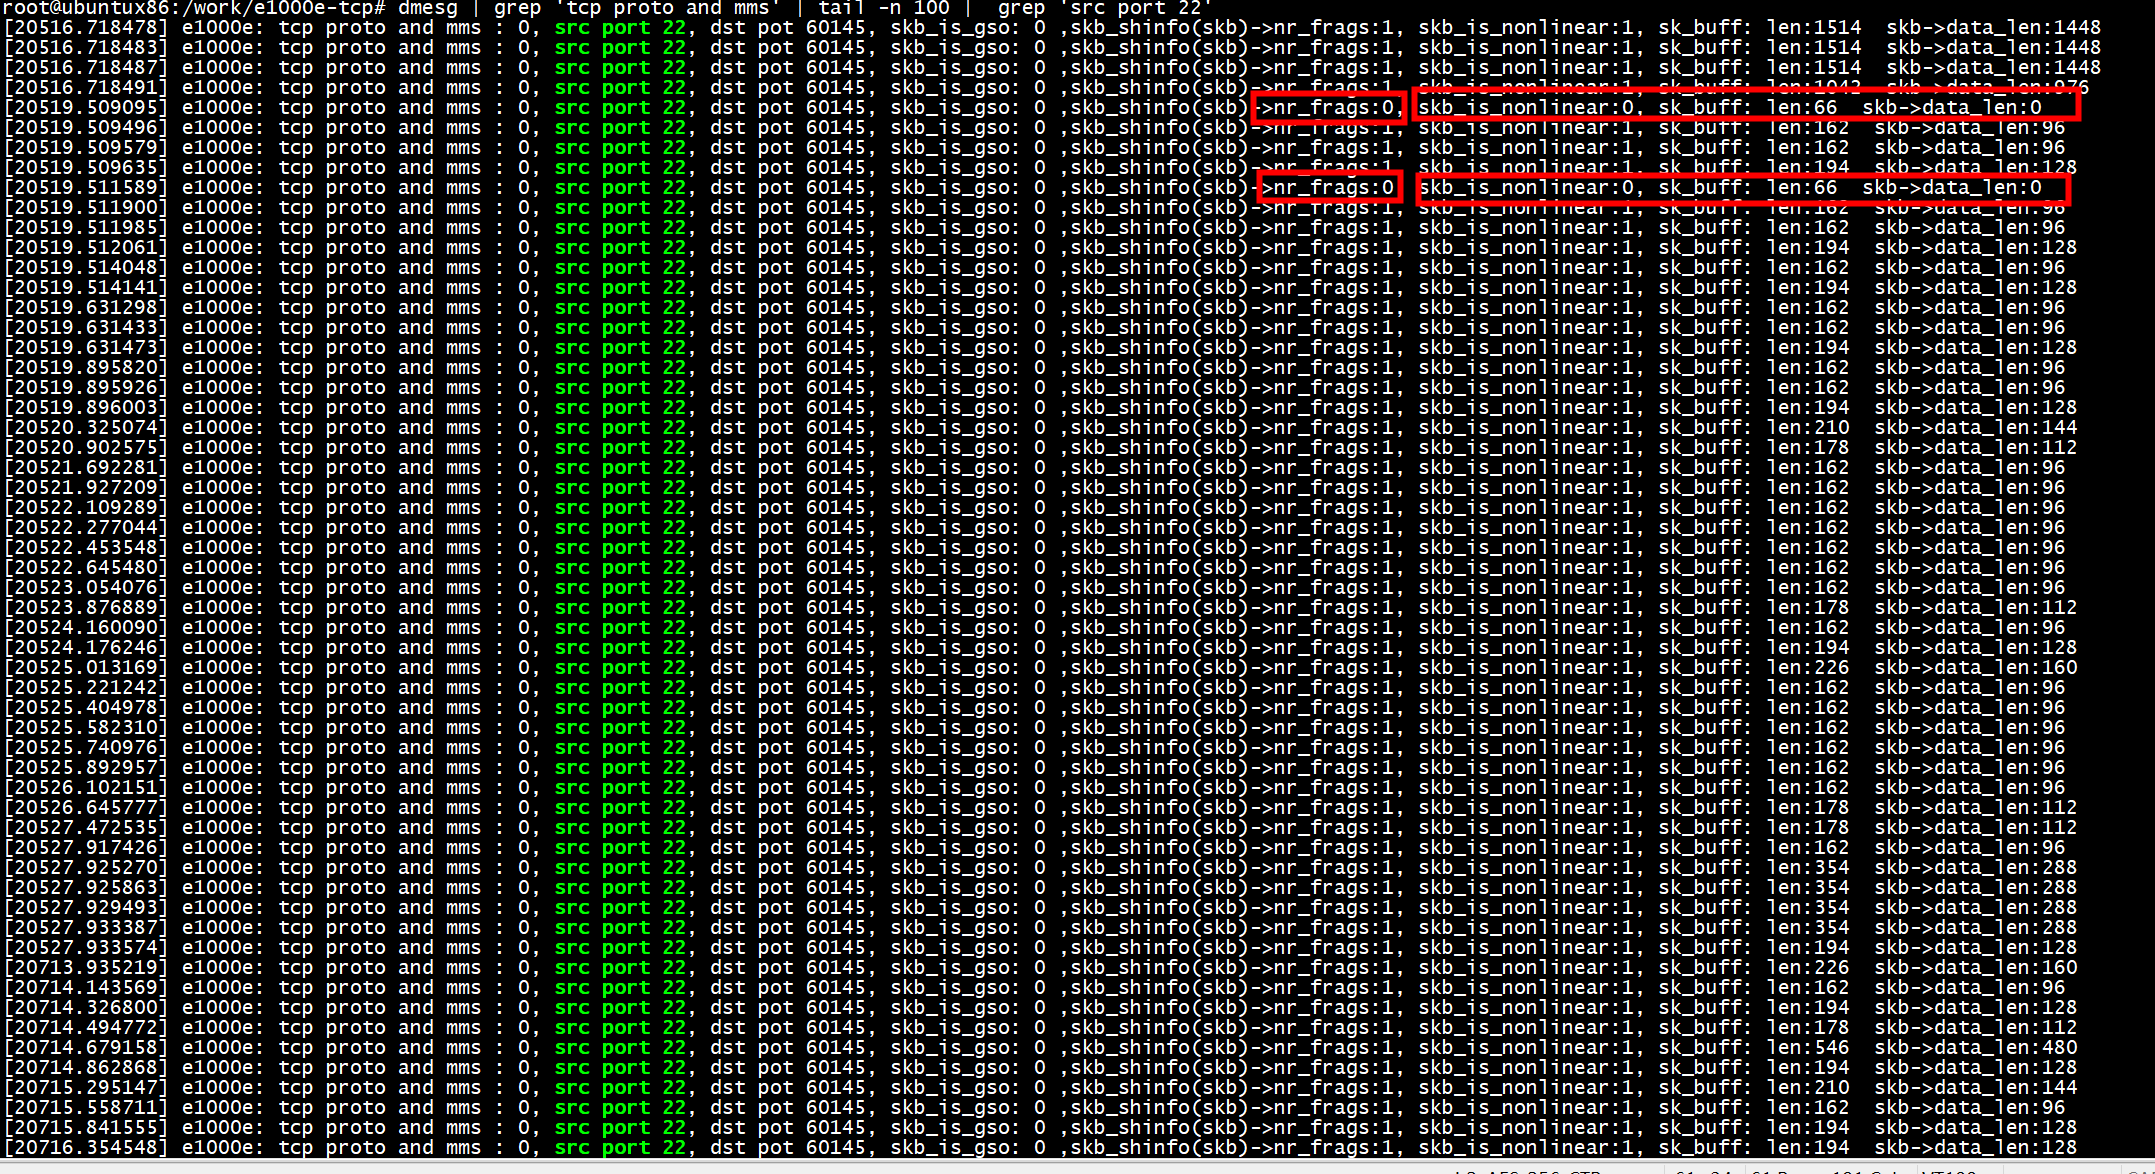 root@ubuntux86:/work/e1000e-tcp# dmesg | grep 'tcp proto and mms' | tail -n 100 |  grep 'src port 22'
[20516.718478] e1000e: tcp proto and mms : 0, src port 22, dst pot 60145, skb_is_gso: 0 ,skb_shinfo(skb)->nr_frags:1, skb_is_nonlinear:1, sk_buff: len:1514  skb->data_len:1448
[20516.718483] e1000e: tcp proto and mms : 0, src port 22, dst pot 60145, skb_is_gso: 0 ,skb_shinfo(skb)->nr_frags:1, skb_is_nonlinear:1, sk_buff: len:1514  skb->data_len:1448
[20516.718487] e1000e: tcp proto and mms : 0, src port 22, dst pot 60145, skb_is_gso: 0 ,skb_shinfo(skb)->nr_frags:1, skb_is_nonlinear:1, sk_buff: len:1514  skb->data_len:1448
[20516.718491] e1000e: tcp proto and mms : 0, src port 22, dst pot 60145, skb_is_gso: 0 ,skb_shinfo(skb)->nr_frags:1, skb_is_nonlinear:1, sk_buff: len:1042  skb->data_len:976
[20519.509095] e1000e: tcp proto and mms : 0, src port 22, dst pot 60145, skb_is_gso: 0 ,skb_shinfo(skb)->nr_frags:0, skb_is_nonlinear:0, sk_buff: len:66  skb->data_len:0
[20519.509496] e1000e: tcp proto and mms : 0, src port 22, dst pot 60145, skb_is_gso: 0 ,skb_shinfo(skb)->nr_frags:1, skb_is_nonlinear:1, sk_buff: len:162  skb->data_len:96
[20519.509579] e1000e: tcp proto and mms : 0, src port 22, dst pot 60145, skb_is_gso: 0 ,skb_shinfo(skb)->nr_frags:1, skb_is_nonlinear:1, sk_buff: len:162  skb->data_len:96
[20519.509635] e1000e: tcp proto and mms : 0, src port 22, dst pot 60145, skb_is_gso: 0 ,skb_shinfo(skb)->nr_frags:1, skb_is_nonlinear:1, sk_buff: len:194  skb->data_len:128
[20519.511589] e1000e: tcp proto and mms : 0, src port 22, dst pot 60145, skb_is_gso: 0 ,skb_shinfo(skb)->nr_frags:0, skb_is_nonlinear:0, sk_buff: len:66  skb->data_len:0
[20519.511900] e1000e: tcp proto and mms : 0, src port 22, dst pot 60145, skb_is_gso: 0 ,skb_shinfo(skb)->nr_frags:1, skb_is_nonlinear:1, sk_buff: len:162  skb->data_len:96
[20519.511985] e1000e: tcp proto and mms : 0, src port 22, dst pot 60145, skb_is_gso: 0 ,skb_shinfo(skb)->nr_frags:1, skb_is_nonlinear:1, sk_buff: len:162  skb->data_len:96
[20519.512061] e1000e: tcp proto and mms : 0, src port 22, dst pot 60145, skb_is_gso: 0 ,skb_shinfo(skb)->nr_frags:1, skb_is_nonlinear:1, sk_buff: len:194  skb->data_len:128
[20519.514048] e1000e: tcp proto and mms : 0, src port 22, dst pot 60145, skb_is_gso: 0 ,skb_shinfo(skb)->nr_frags:1, skb_is_nonlinear:1, sk_buff: len:162  skb->data_len:96
[20519.514141] e1000e: tcp proto and mms : 0, src port 22, dst pot 60145, skb_is_gso: 0 ,skb_shinfo(skb)->nr_frags:1, skb_is_nonlinear:1, sk_buff: len:194  skb->data_len:128
[20519.631298] e1000e: tcp proto and mms : 0, src port 22, dst pot 60145, skb_is_gso: 0 ,skb_shinfo(skb)->nr_frags:1, skb_is_nonlinear:1, sk_buff: len:162  skb->data_len:96
[20519.631433] e1000e: tcp proto and mms : 0, src port 22, dst pot 60145, skb_is_gso: 0 ,skb_shinfo(skb)->nr_frags:1, skb_is_nonlinear:1, sk_buff: len:162  skb->data_len:96
[20519.631473] e1000e: tcp proto and mms : 0, src port 22, dst pot 60145, skb_is_gso: 0 ,skb_shinfo(skb)->nr_frags:1, skb_is_nonlinear:1, sk_buff: len:194  skb->data_len:128
[20519.895820] e1000e: tcp proto and mms : 0, src port 22, dst pot 60145, skb_is_gso: 0 ,skb_shinfo(skb)->nr_frags:1, skb_is_nonlinear:1, sk_buff: len:162  skb->data_len:96
[20519.895926] e1000e: tcp proto and mms : 0, src port 22, dst pot 60145, skb_is_gso: 0 ,skb_shinfo(skb)->nr_frags:1, skb_is_nonlinear:1, sk_buff: len:162  skb->data_len:96
[20519.896003] e1000e: tcp proto and mms : 0, src port 22, dst pot 60145, skb_is_gso: 0 ,skb_shinfo(skb)->nr_frags:1, skb_is_nonlinear:1, sk_buff: len:194  skb->data_len:128
[20520.325074] e1000e: tcp proto and mms : 0, src port 22, dst pot 60145, skb_is_gso: 0 ,skb_shinfo(skb)->nr_frags:1, skb_is_nonlinear:1, sk_buff: len:210  skb->data_len:144
[20520.902575] e1000e: tcp proto and mms : 0, src port 22, dst pot 60145, skb_is_gso: 0 ,skb_shinfo(skb)->nr_frags:1, skb_is_nonlinear:1, sk_buff: len:178  skb->data_len:112
[20521.692281] e1000e: tcp proto and mms : 0, src port 22, dst pot 60145, skb_is_gso: 0 ,skb_shinfo(skb)->nr_frags:1, skb_is_nonlinear:1, sk_buff: len:162  skb->data_len:96
[20521.927209] e1000e: tcp proto and mms : 0, src port 22, dst pot 60145, skb_is_gso: 0 ,skb_shinfo(skb)->nr_frags:1, skb_is_nonlinear:1, sk_buff: len:162  skb->data_len:96
[20522.109289] e1000e: tcp proto and mms : 0, src port 22, dst pot 60145, skb_is_gso: 0 ,skb_shinfo(skb)->nr_frags:1, skb_is_nonlinear:1, sk_buff: len:162  skb->data_len:96
[20522.277044] e1000e: tcp proto and mms : 0, src port 22, dst pot 60145, skb_is_gso: 0 ,skb_shinfo(skb)->nr_frags:1, skb_is_nonlinear:1, sk_buff: len:162  skb->data_len:96
[20522.453548] e1000e: tcp proto and mms : 0, src port 22, dst pot 60145, skb_is_gso: 0 ,skb_shinfo(skb)->nr_frags:1, skb_is_nonlinear:1, sk_buff: len:162  skb->data_len:96
[20522.645480] e1000e: tcp proto and mms : 0, src port 22, dst pot 60145, skb_is_gso: 0 ,skb_shinfo(skb)->nr_frags:1, skb_is_nonlinear:1, sk_buff: len:162  skb->data_len:96
[20523.054076] e1000e: tcp proto and mms : 0, src port 22, dst pot 60145, skb_is_gso: 0 ,skb_shinfo(skb)->nr_frags:1, skb_is_nonlinear:1, sk_buff: len:162  skb->data_len:96
[20523.876889] e1000e: tcp proto and mms : 0, src port 22, dst pot 60145, skb_is_gso: 0 ,skb_shinfo(skb)->nr_frags:1, skb_is_nonlinear:1, sk_buff: len:178  skb->data_len:112
[20524.160090] e1000e: tcp proto and mms : 0, src port 22, dst pot 60145, skb_is_gso: 0 ,skb_shinfo(skb)->nr_frags:1, skb_is_nonlinear:1, sk_buff: len:162  skb->data_len:96
[20524.176246] e1000e: tcp proto and mms : 0, src port 22, dst pot 60145, skb_is_gso: 0 ,skb_shinfo(skb)->nr_frags:1, skb_is_nonlinear:1, sk_buff: len:194  skb->data_len:128
[20525.013169] e1000e: tcp proto and mms : 0, src port 22, dst pot 60145, skb_is_gso: 0 ,skb_shinfo(skb)->nr_frags:1, skb_is_nonlinear:1, sk_buff: len:226  skb->data_len:160
[20525.221242] e1000e: tcp proto and mms : 0, src port 22, dst pot 60145, skb_is_gso: 0 ,skb_shinfo(skb)->nr_frags:1, skb_is_nonlinear:1, sk_buff: len:162  skb->data_len:96
[20525.404978] e1000e: tcp proto and mms : 0, src port 22, dst pot 60145, skb_is_gso: 0 ,skb_shinfo(skb)->nr_frags:1, skb_is_nonlinear:1, sk_buff: len:162  skb->data_len:96
[20525.582310] e1000e: tcp proto and mms : 0, src port 22, dst pot 60145, skb_is_gso: 0 ,skb_shinfo(skb)->nr_frags:1, skb_is_nonlinear:1, sk_buff: len:162  skb->data_len:96
[20525.740976] e1000e: tcp proto and mms : 0, src port 22, dst pot 60145, skb_is_gso: 0 ,skb_shinfo(skb)->nr_frags:1, skb_is_nonlinear:1, sk_buff: len:162  skb->data_len:96
[20525.892957] e1000e: tcp proto and mms : 0, src port 22, dst pot 60145, skb_is_gso: 0 ,skb_shinfo(skb)->nr_frags:1, skb_is_nonlinear:1, sk_buff: len:162  skb->data_len:96
[20526.102151] e1000e: tcp proto and mms : 0, src port 22, dst pot 60145, skb_is_gso: 0 ,skb_shinfo(skb)->nr_frags:1, skb_is_nonlinear:1, sk_buff: len:162  skb->data_len:96
[20526.645777] e1000e: tcp proto and mms : 0, src port 22, dst pot 60145, skb_is_gso: 0 ,skb_shinfo(skb)->nr_frags:1, skb_is_nonlinear:1, sk_buff: len:178  skb->data_len:112
[20527.472535] e1000e: tcp proto and mms : 0, src port 22, dst pot 60145, skb_is_gso: 0 ,skb_shinfo(skb)->nr_frags:1, skb_is_nonlinear:1, sk_buff: len:178  skb->data_len:112
[20527.917426] e1000e: tcp proto and mms : 0, src port 22, dst pot 60145, skb_is_gso: 0 ,skb_shinfo(skb)->nr_frags:1, skb_is_nonlinear:1, sk_buff: len:162  skb->data_len:96
[20527.925270] e1000e: tcp proto and mms : 0, src port 22, dst pot 60145, skb_is_gso: 0 ,skb_shinfo(skb)->nr_frags:1, skb_is_nonlinear:1, sk_buff: len:354  skb->data_len:288
[20527.925863] e1000e: tcp proto and mms : 0, src port 22, dst pot 60145, skb_is_gso: 0 ,skb_shinfo(skb)->nr_frags:1, skb_is_nonlinear:1, sk_buff: len:354  skb->data_len:288
[20527.929493] e1000e: tcp proto and mms : 0, src port 22, dst pot 60145, skb_is_gso: 0 ,skb_shinfo(skb)->nr_frags:1, skb_is_nonlinear:1, sk_buff: len:354  skb->data_len:288
[20527.933387] e1000e: tcp proto and mms : 0, src port 22, dst pot 60145, skb_is_gso: 0 ,skb_shinfo(skb)->nr_frags:1, skb_is_nonlinear:1, sk_buff: len:354  skb->data_len:288
[20527.933574] e1000e: tcp proto and mms : 0, src port 22, dst pot 60145, skb_is_gso: 0 ,skb_shinfo(skb)->nr_frags:1, skb_is_nonlinear:1, sk_buff: len:194  skb->data_len:128
[20713.935219] e1000e: tcp proto and mms : 0, src port 22, dst pot 60145, skb_is_gso: 0 ,skb_shinfo(skb)->nr_frags:1, skb_is_nonlinear:1, sk_buff: len:226  skb->data_len:160
[20714.143569] e1000e: tcp proto and mms : 0, src port 22, dst pot 60145, skb_is_gso: 0 ,skb_shinfo(skb)->nr_frags:1, skb_is_nonlinear:1, sk_buff: len:162  skb->data_len:96
[20714.326800] e1000e: tcp proto and mms : 0, src port 22, dst pot 60145, skb_is_gso: 0 ,skb_shinfo(skb)->nr_frags:1, skb_is_nonlinear:1, sk_buff: len:194  skb->data_len:128
[20714.494772] e1000e: tcp proto and mms : 0, src port 22, dst pot 60145, skb_is_gso: 0 ,skb_shinfo(skb)->nr_frags:1, skb_is_nonlinear:1, sk_buff: len:178  skb->data_len:112
[20714.679158] e1000e: tcp proto and mms : 0, src port 22, dst pot 60145, skb_is_gso: 0 ,skb_shinfo(skb)->nr_frags:1, skb_is_nonlinear:1, sk_buff: len:546  skb->data_len:480
[20714.862868] e1000e: tcp proto and mms : 0, src port 22, dst pot 60145, skb_is_gso: 0 ,skb_shinfo(skb)->nr_frags:1, skb_is_nonlinear:1, sk_buff: len:194  skb->data_len:128
[20715.295147] e1000e: tcp proto and mms : 0, src port 22, dst pot 60145, skb_is_gso: 0 ,skb_shinfo(skb)->nr_frags:1, skb_is_nonlinear:1, sk_buff: len:210  skb->data_len:144
[20715.558711] e1000e: tcp proto and mms : 0, src port 22, dst pot 60145, skb_is_gso: 0 ,skb_shinfo(skb)->nr_frags:1, skb_is_nonlinear:1, sk_buff: len:162  skb->data_len:96
[20715.841555] e1000e: tcp proto and mms : 0, src port 22, dst pot 60145, skb_is_gso: 0 ,skb_shinfo(skb)->nr_frags:1, skb_is_nonlinear:1, sk_buff: len:194  skb->data_len:128
[20716.354548] e1000e: tcp proto and mms : 0, src port 22, dst pot 60145, skb_is_gso: 0 ,skb_shinfo(skb)->nr_frags:1, skb_is_nonlinear:1, sk_buff: len:194  skb->data_len:128